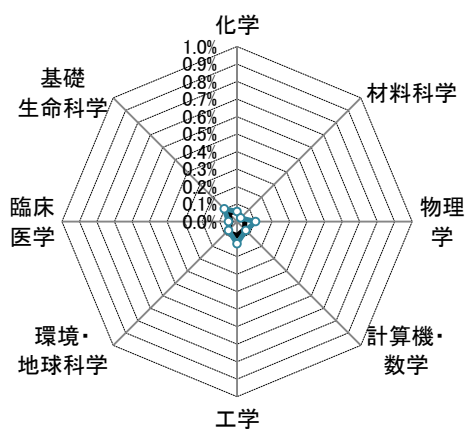 化学
1.0%
0.9%
0.8%
0.7%
0.6%
0.5%
0.4%
0.3%
0.2%
0.1%
0.0%
材料科学
物理
学
計算機・
数学
工学
環境・
地球科学
臨床
医学
基礎
生命科学